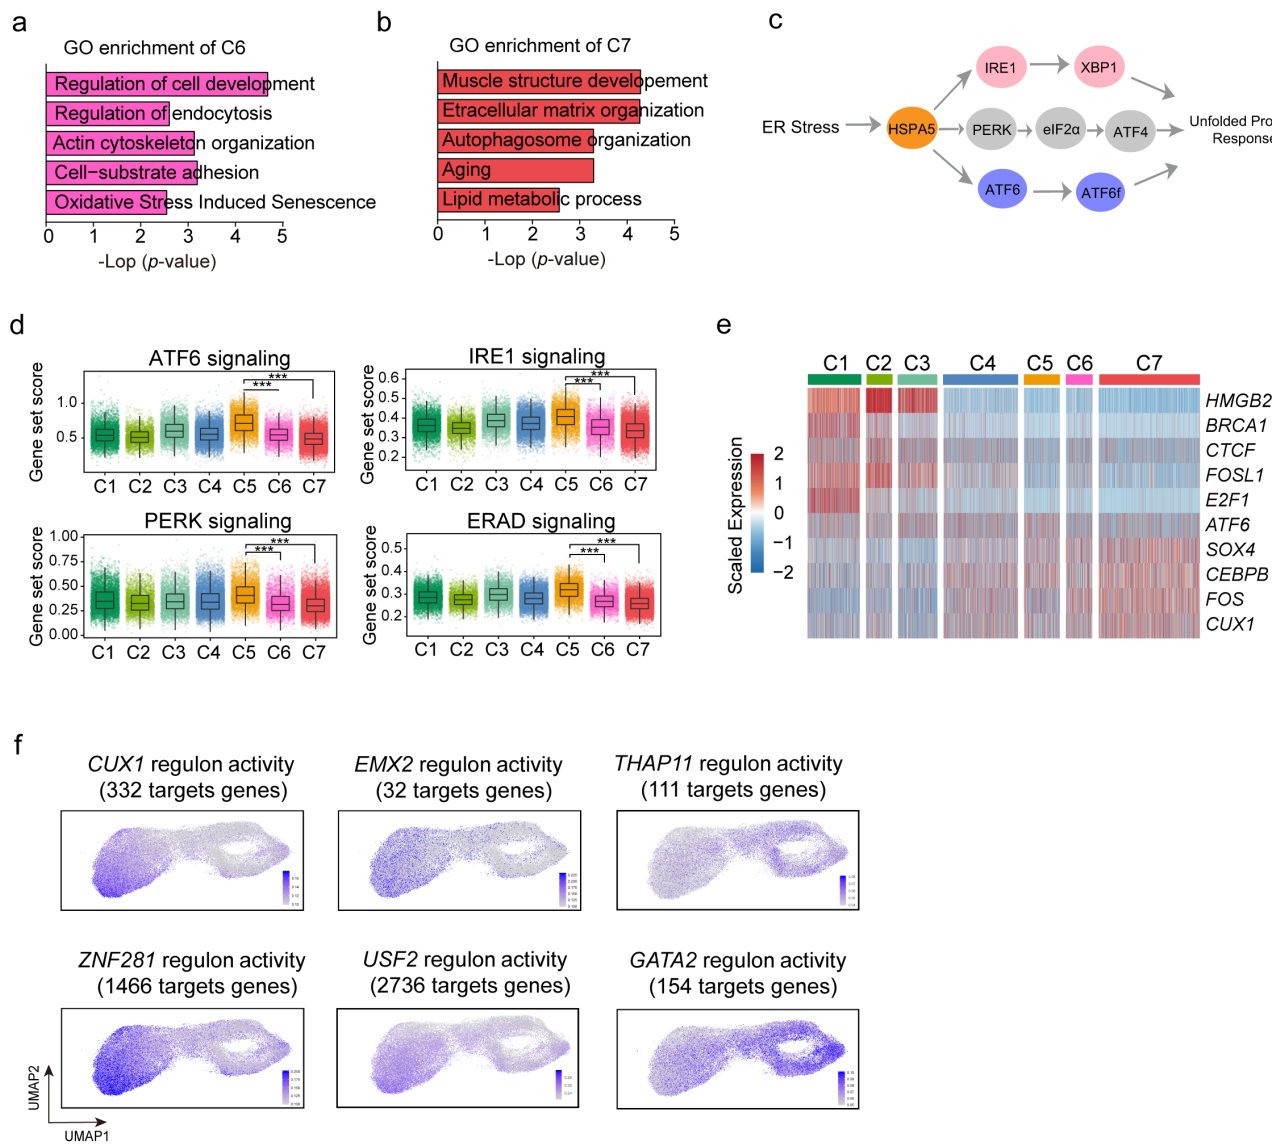 a
GO enrichment of C6
Regulation of cell development
Regulation of endocytosis
Actin cytoskeleton organization
Cell−substrate adhesion
Oxidative Stress Induced Senescence
0 1 2 3 4 5
-Lop (p-value)
b
GO enrichment of C7
Muscle structure developement
Etracellular matrix organization
Autophagosome organization
Aging
Lipid metabolic process
0 1 2 3 4 5
-Lop (p-value)
c
ER Stress
HSPA5
IRE1
XBP1
PERK
eIF2α
ATF4
ATF6
ATF6f
Unfolded Pro
Response
d
ATF6 signaling
Gene set score
1.0
0.5
***
***
C1 C2 C3 C4 C5 C6 C7
IRE1 signaling
0.6
0.5
0.4
0.3
0.2
***
***
C1 C2 C3 C4 C5 C6 C7
PERK signaling
Gene set score
1.00
0.75
0.50
0.25
0.00
***
***
C1 C2 C3 C4 C5 C6 C7
ERAD signaling
0.5
0.4
0.3
0.2
***
***
C1 C2 C3 C4 C5 C6 C7
e
C1 C2 C3 C4 C5 C6 C7
Scaled Expression
2
1
0
−1
−2
HMGB2
BRCA1
CTCF
FOSL1
E2F1
ATF6
SOX4
CEBPB
FOS
CUX1
f
CUX1 regulon activity
(332 targets genes)
EMX2 regulon activity
(32 targets genes)
THAP11 regulon activity
(111 targets genes)
ZNF281 regulon activity
(1466 targets genes)
USF2 regulon activity
(2736 targets genes)
GATA2 regulon activity
(154 targets genes)
UMAP2
UMAP1